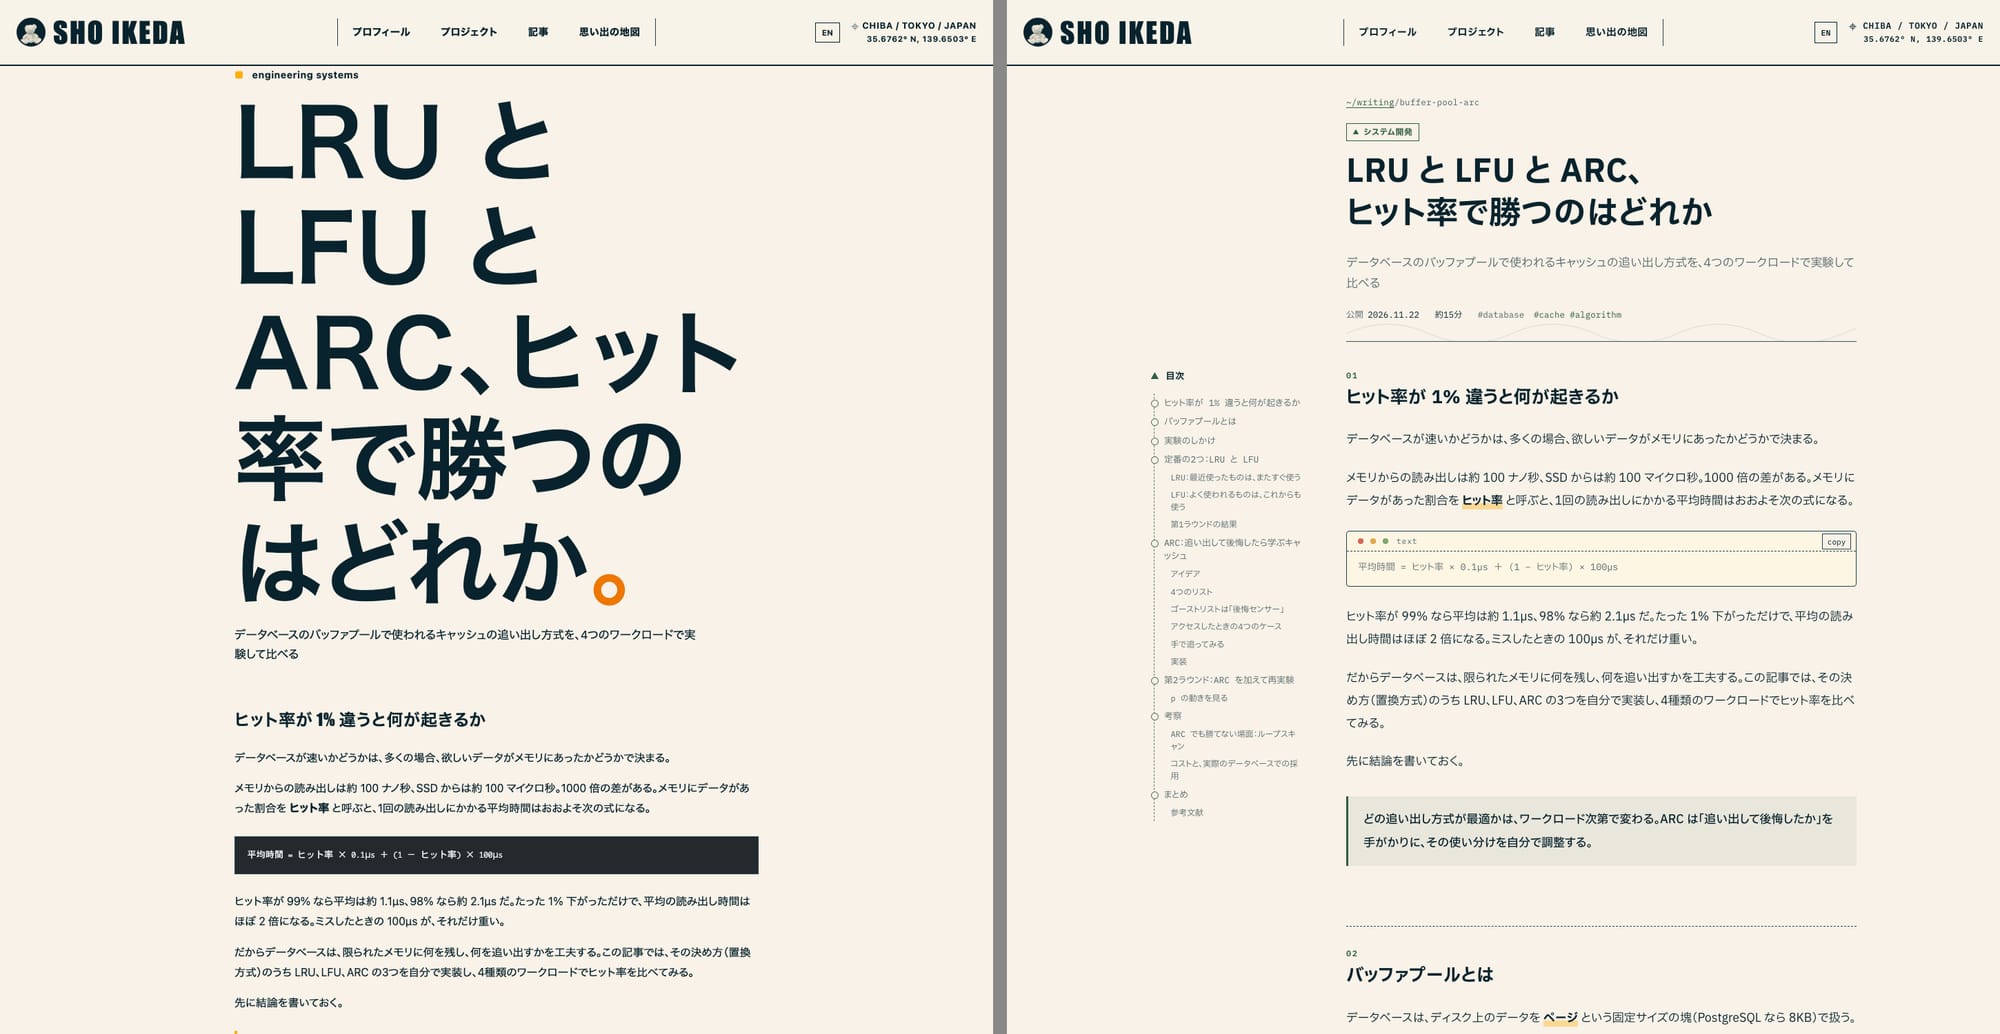 SHO IKEDA
プロフィール プロジェクト 記事 思い出の地図
EN
CHIBA / TOKYO / JAPAN
35.6762° N, 139.6503° E
engineering systems
LRU と
LFU と
ARC、ヒット
率で勝つの
はどれか。
データベースのバッファプールで使われるキャッシュの追い出し方式を、4つのワークロードで実
験して比べる
ヒット率が 1% 違うと何が起きるか
データベースが速いかどうかは、多くの場合、欲しいデータがメモリにあったかどうかで決まる。
メモリからの読み出しは約 100 ナノ秒、SSD からは約 100 マイクロ秒。1000 倍の差がある。メモリにデータがあ
った割合を ヒット率 と呼ぶと、1回の読み出しにかかる平均時間はおおよそ次の式になる。
平均時間 = ヒット率 × 0.1μs + (1 − ヒット率) × 100μs
ヒット率が 99% なら平均は約 1.1μs、98% なら約 2.1μs だ。たった 1% 下がっただけで、平均の読み出し時間は
ほぼ 2 倍になる。ミスしたときの 100μs が、それだけ重い。
だからデータベースは、限られたメモリに何を残し、何を追い出すかを工夫する。この記事では、その決め方（置換
方式）のうち LRU、LFU、ARC の3つを自分で実装し、4種類のワークロードでヒット率を比べてみる。
先に結論を書いておく。
SHO IKEDA
プロフィール プロジェクト 記事 思い出の地図
EN
CHIBA / TOKYO / JAPAN
35.6762° N, 139.6503° E
~/writing/buffer-pool-arc
▲ システム開発
LRU と LFU と ARC、
ヒット率で勝つのはどれか
データベースのバッファプールで使われるキャッシュの追い出し方式を、4つのワークロードで実験して
比べる
公開 2026.11.22 約15分 #database #cache #algorithm
▲ 目次
ヒット率が 1% 違うと何が起きるか
バッファプールとは
実験のしかけ
定番の2つ：LRU と LFU
LRU：最近使ったものは、またすぐ使う
LFU：よく使われるものは、これからも
使う
第1ラウンドの結果
ARC：追い出して後悔したら学ぶキャ
ッシュ
アイデア
4つのリスト
ゴーストリストは「後悔センサー」
アクセスしたときの4つのケース
手で追ってみる
実装
第2ラウンド：ARC を加えて再実験
p の動きを見る
考察
ARC でも勝てない場面：ループスキ
ャン
コストと、実際のデータベースでの採
用
まとめ
参考文献
01
ヒット率が 1% 違うと何が起きるか
データベースが速いかどうかは、多くの場合、欲しいデータがメモリにあったかどうかで決まる。
メモリからの読み出しは約 100 ナノ秒、SSD からは約 100 マイクロ秒。1000 倍の差がある。メモリに
データがあった割合を ヒット率 と呼ぶと、1回の読み出しにかかる平均時間はおおよそ次の式になる。
text copy
平均時間 = ヒット率 × 0.1μs + (1 − ヒット率) × 100μs
ヒット率が 99% なら平均は約 1.1μs、98% なら約 2.1μs だ。たった 1% 下がっただけで、平均の読み
出し時間はほぼ 2 倍になる。ミスしたときの 100μs が、それだけ重い。
だからデータベースは、限られたメモリに何を残し、何を追い出すかを工夫する。この記事では、その決
め方（置換方式）のうち LRU、LFU、ARC の3つを自分で実装し、4種類のワークロードでヒット率を比べ
てみる。
先に結論を書いておく。
どの追い出し方式が最適かは、ワークロード次第で変わる。ARC は「追い出して後悔したか」を
手がかりに、その使い分けを自分で調整する。
02
バッファプールとは
データベースは、ディスク上のデータを ページ という固定サイズの塊（PostgreSQL なら 8KB）で扱う。